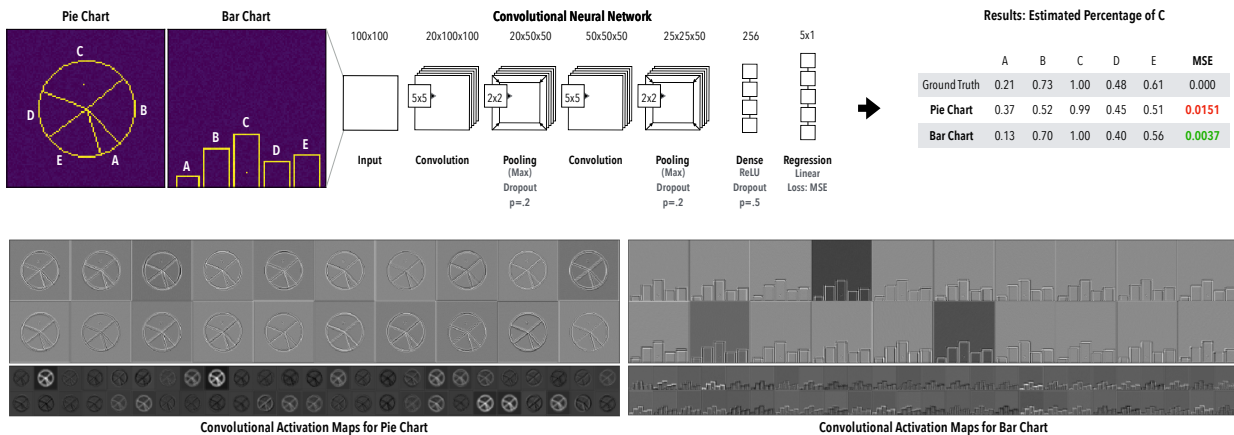 Pie Chart
Bar Chart
Convolutional Neural Network
Results: Estimated Percentage of C
100x100
20x100x100
20x50x50
50x50x50
25x25x50
256
5x1
C
D
B
E
A
A
B
C
D
E
5x5
2x2
5x5
2x2
Input
Convolution
Pooling
(Max)
Dropout
p=.2
Convolution
Pooling
(Max)
Dropout
p=.2
Dense
ReLU
Dropout
p=.5
Regression
Linear
Loss: MSE
A B C D E MSE
Ground Truth 0.21 0.73 1.00 0.48 0.61 0.000
Pie Chart 0.37 0.52 0.99 0.45 0.51 0.0151
Bar Chart 0.13 0.70 1.00 0.40 0.56 0.0037
Convolutional Activation Maps for Pie Chart
Convolutional Activation Maps for Bar Chart